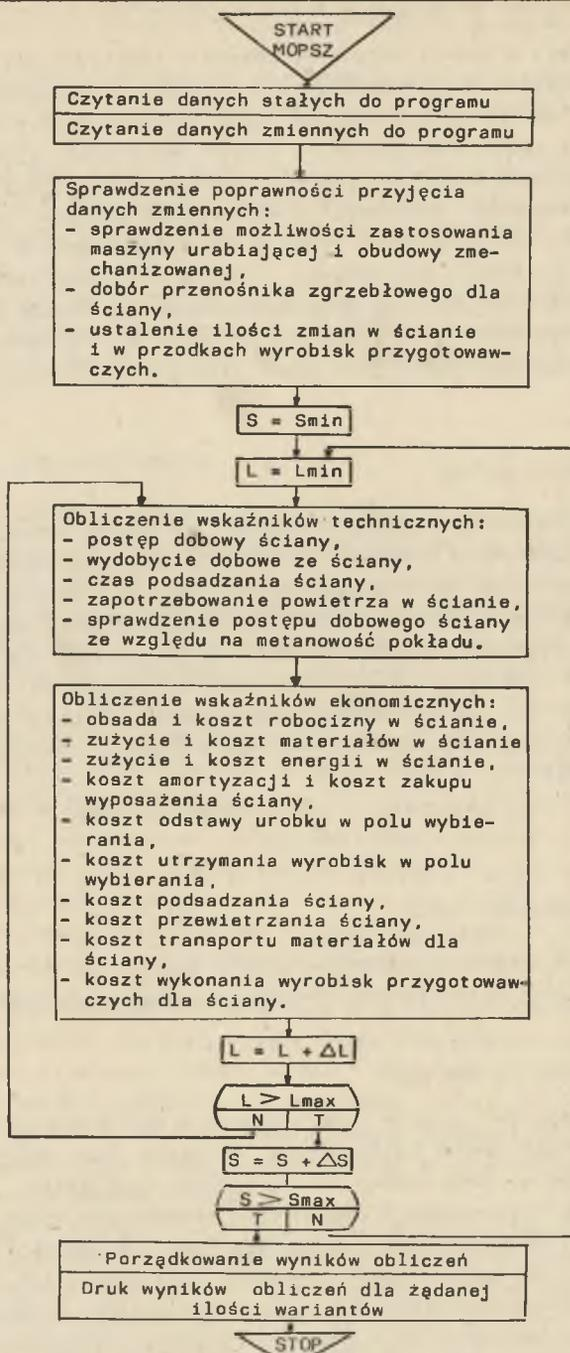 START
MOPSZ
Czytanie danych stałych do programu
Czytanie danych zmiennych do programu
Sprawdzenie poprawności przyjęcia
danych zmiennych:
- sprawdzenie możliwości zastosowania
maszyny urabiającej i obudowy zme-
chanizowanej,
- dobór przenośnika zgrzebłowego dla
ściany,
- ustalenie ilości zmian w ścianie
i w przodkach wyrobisk przygotowaw-
czych.
S = Smin
L = Lmin
Obliczenie wskaźników technicznych:
- postęp dobowy ściany,
- wydobycie dobowe ze ściany,
- czas podsadzania ściany,
- zapotrzebowanie powietrza w ścianie,
- sprawdzenie postępu dobowego ściany
ze względu na metanowość pokładu.
Obliczenie wskaźników ekonomicznych:
- obsada i koszt robocizny w ścianie,
- zużycie i koszt materiałów w ścianie
- zużycie i koszt energii w ścianie,
- koszt amortyzacji i koszt zakupu
wyposażenia ściany,
- koszt odstawy urobku w polu wybie-
rania,
- koszt utrzymania wyrobisk w polu
wybierania,
- koszt podsadzania ściany,
- koszt przewietrzania ściany,
- koszt transportu materiałów dla
ściany,
- koszt wykonania wyrobisk przygotowaw-
czych dla ściany.
L = L + ΔL
L > Lmax
N T
S = S + ΔS
S > Smax
T N
Porządkowanie wyników obliczeń
Druk wyników obliczeń dla żądanej
ilości wariantów
STOP